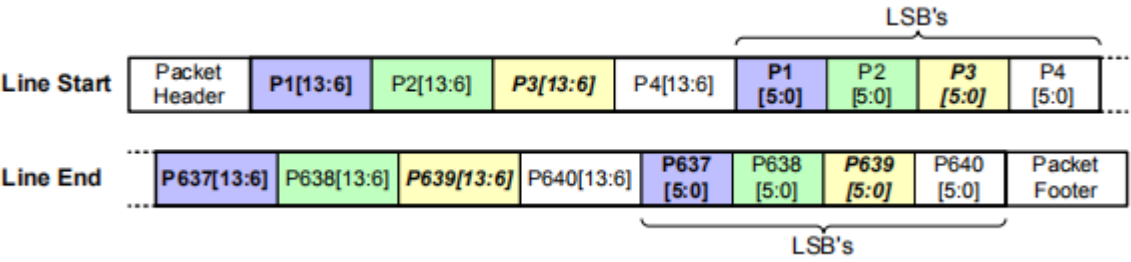 LSB's
Line Start
Packet Header
P1[13:6]
P2[13:6]
P3[13:6]
P4[13:6]
P1 [5:0]
P2 [5:0]
P3 [5:0]
P4 [5:0]
Line End
P637[13:6]
P638[13:6]
P639[13:6]
P640[13:6]
P637 [5:0]
P638 [5:0]
P639 [5:0]
P640 [5:0]
Packet Footer
LSB's